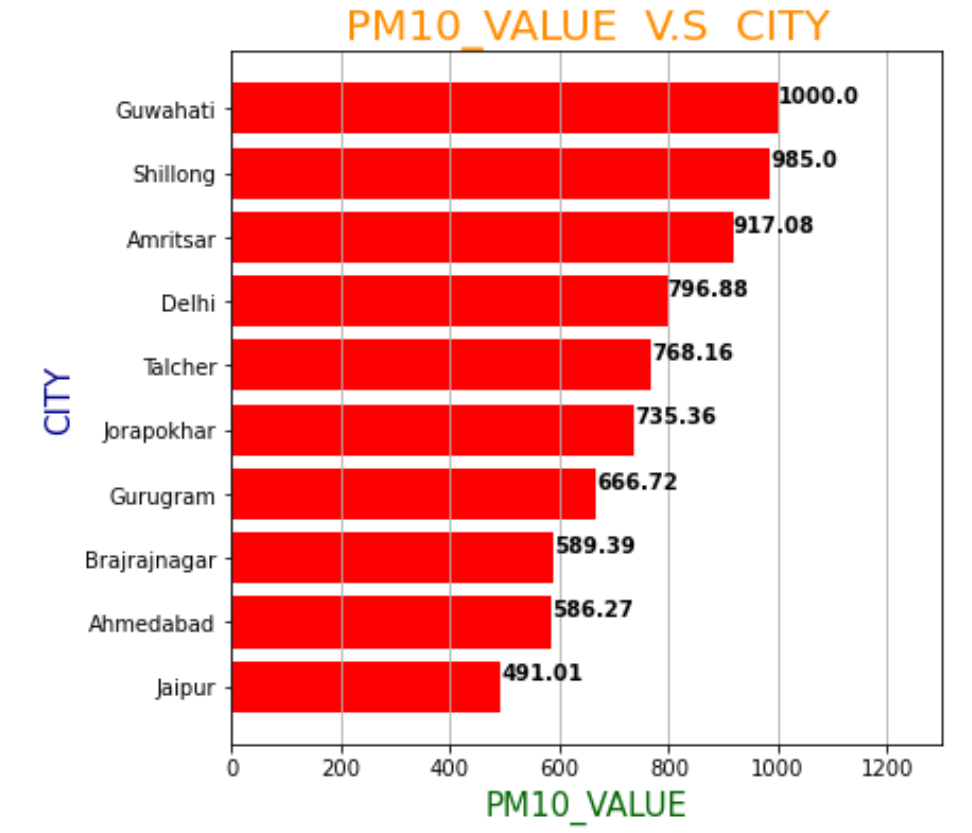 PM10_VALUE V.S CITY
Guwahati 1000.0
Shillong 985.0
Amritsar 917.08
Delhi 796.88
Talcher 768.16
CITY
Jorapokhar 735.36
Gurugram 666.72
Brajrajnagar 589.39
Ahmedabad 586.27
Jaipur 491.01
0 200 400 600 800 1000 1200
PM10_VALUE